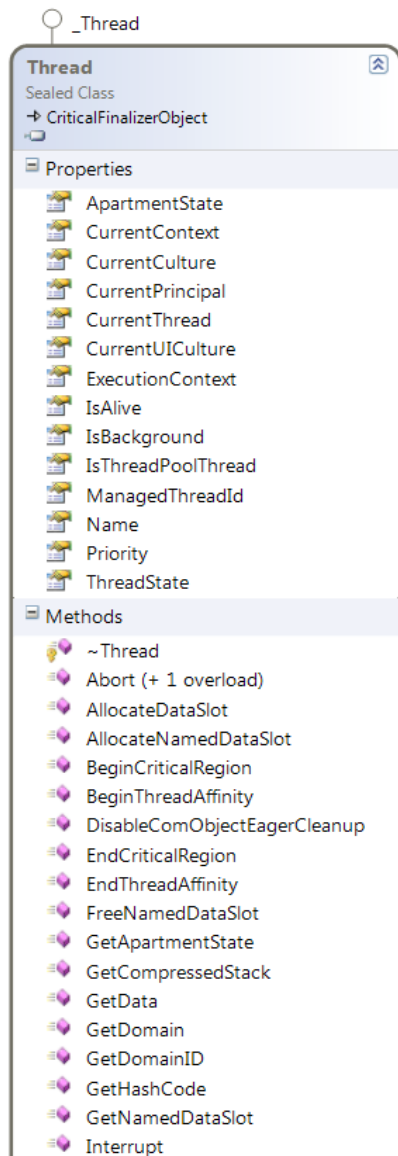 _Thread
Thread
Sealed Class
CriticalFinalizerObject
Properties
ApartmentState
CurrentContext
CurrentCulture
CurrentPrincipal
CurrentThread
CurrentUICulture
ExecutionContext
IsAlive
IsBackground
IsThreadPoolThread
ManagedThreadId
Name
Priority
ThreadState
Methods
~Thread
Abort (+ 1 overload)
AllocateDataSlot
AllocateNamedDataSlot
BeginCriticalRegion
BeginThreadAffinity
DisableComObjectEagerCleanup
EndCriticalRegion
EndThreadAffinity
FreeNamedDataSlot
GetApartmentState
GetCompressedStack
GetData
GetDomain
GetDomainID
GetHashCode
GetNamedDataSlot
Interrupt